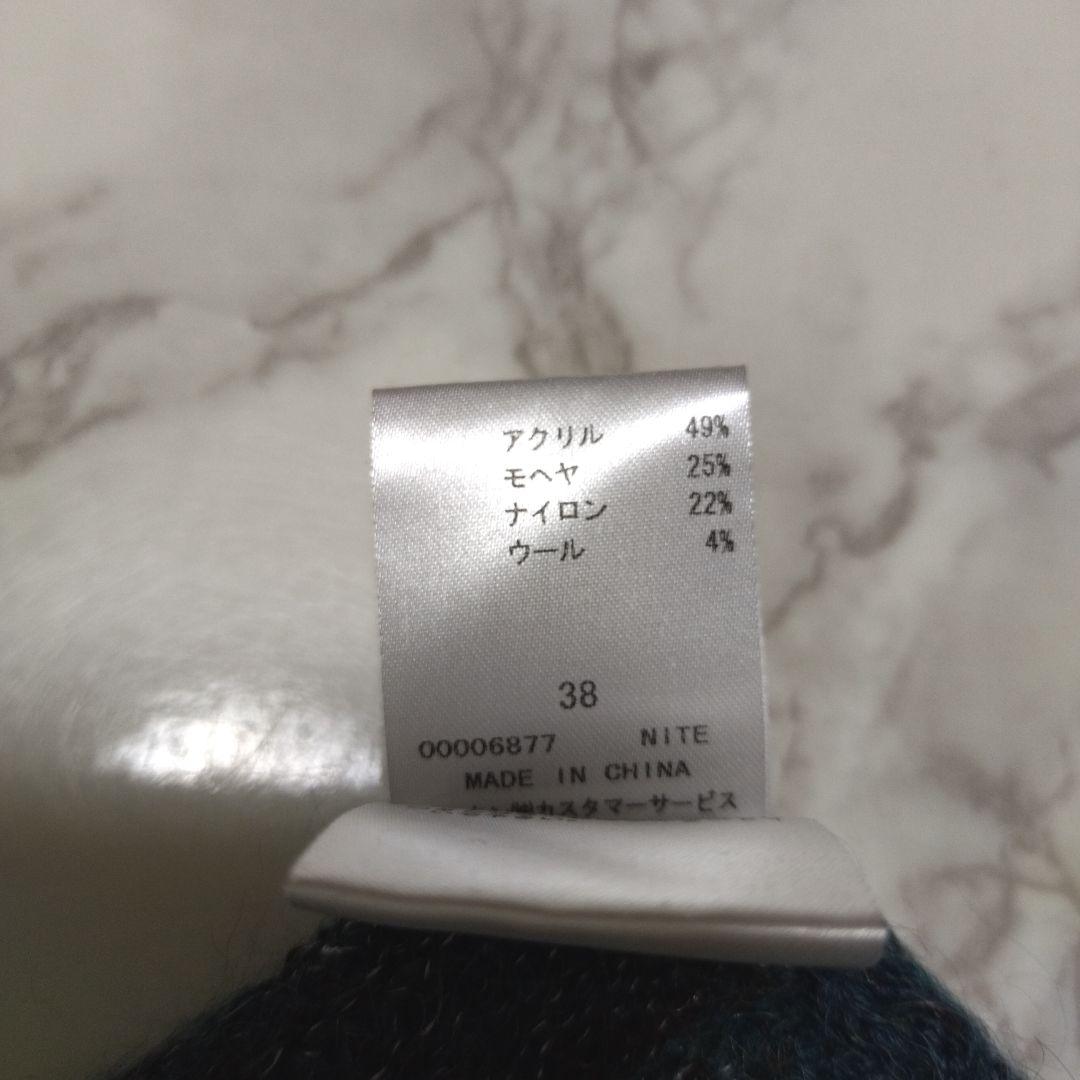 アクリル 49%
モヘヤ 25%
ナイロン 22%
ウール 4%
38
00006877 NITE
MADE IN CHINA
カスタマーサービス